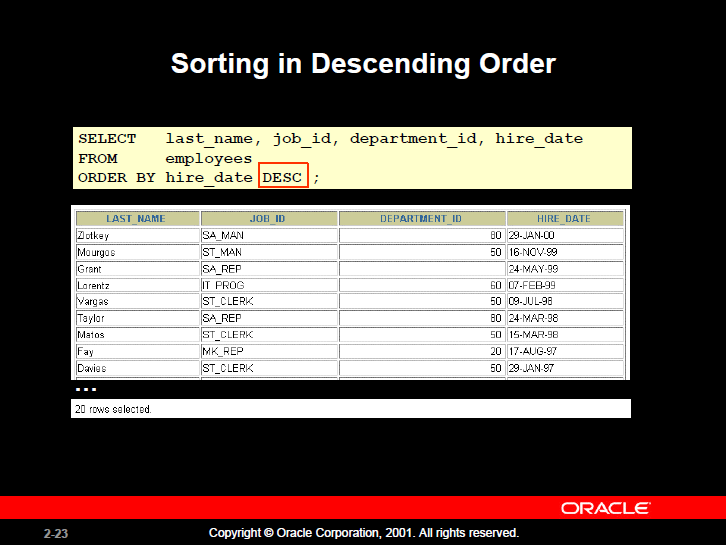 Sorting in Descending Order
SELECT last_name, job_id, department_id, hire_date
FROM employees
ORDER BY hire_date DESC ;
LAST_NAME JOB_ID DEPARTMENT_ID HIRE_DATE
Zlotkey SA_MAN 80 29-JAN-00
Mourgos ST_MAN 50 16-NOV-99
Grant SA_REP 24-MAY-99
Lorentz IT_PROG 60 07-FEB-99
Vargas ST_CLERK 50 09-JUL-98
Taylor SA_REP 80 24-MAR-98
Matos ST_CLERK 50 15-MAR-98
Fay MK_REP 20 17-AUG-97
Davies ST_CLERK 50 29-JAN-97
...
20 rows selected.
ORACLE®
2-23 Copyright © Oracle Corporation, 2001. All rights reserved.